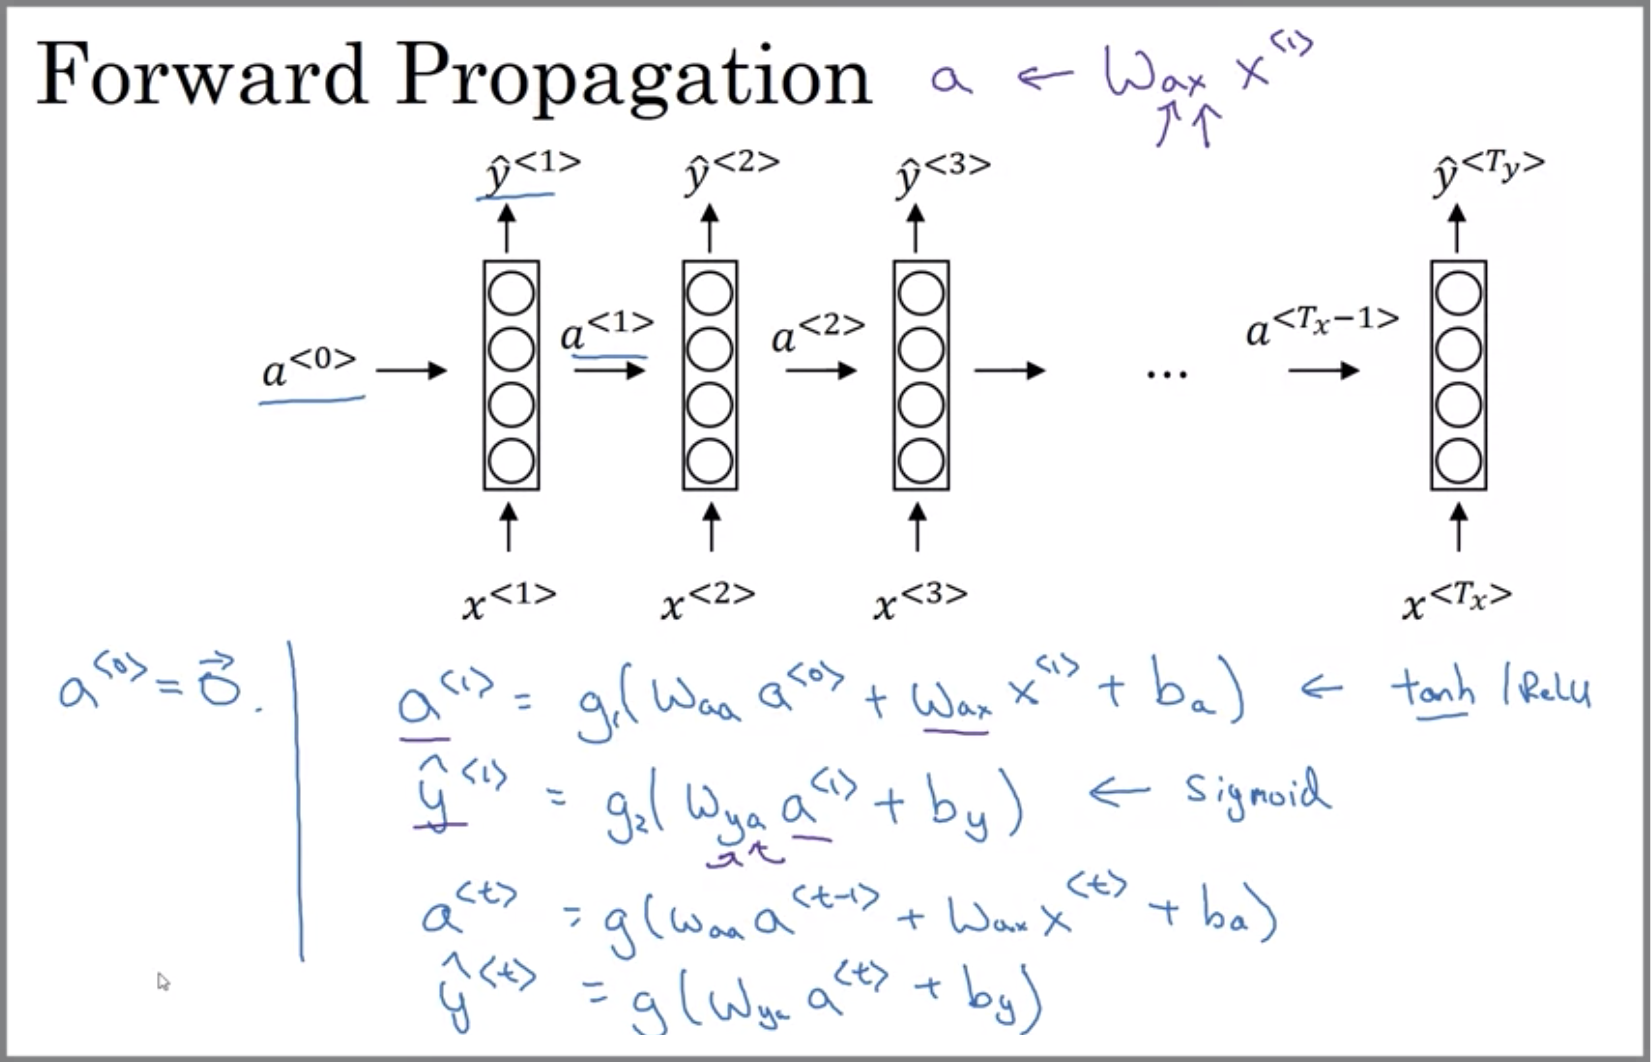 Forward Propagation a ← Wax x<1>
ŷ<1> ŷ<2> ŷ<3> ŷ<Ty>
a<0> a<1> a<2> ... a<Tx−1>
x<1> x<2> x<3> x<Tx>
a<0> = 0⃗.
a<1> = g₁(Waa a<0> + Wax x<1> + ba) ← tanh | ReLU
ŷ<1> = g₂(Wya a<1> + by) ← sigmoid
a<t> = g(Waa a<t-1> + Wax x<t> + ba)
ŷ<t> = g(Wya a<t> + by)